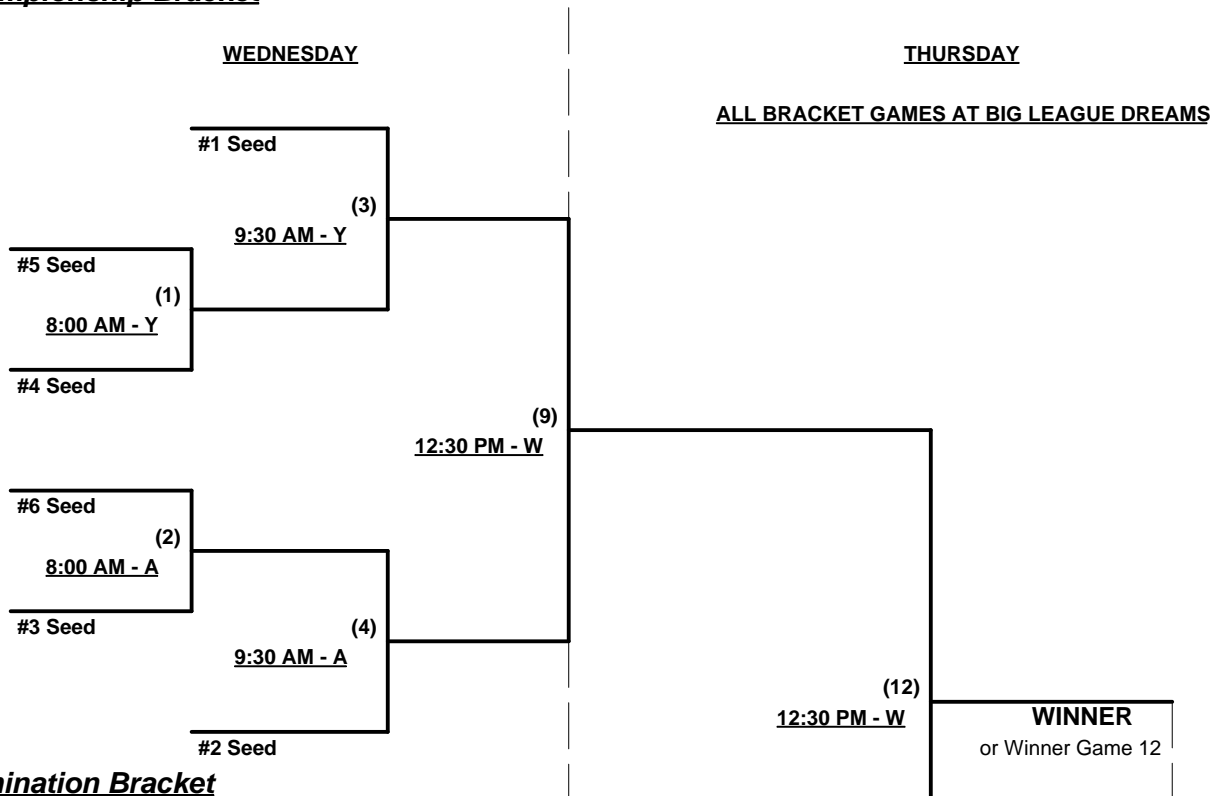 WEDNESDAY
THURSDAY
ALL BRACKET GAMES AT BIG LEAGUE DREAMS
#1 Seed
(3)
9:30 AM - Y
#5 Seed
(1)
8:00 AM - Y
#4 Seed
(9)
12:30 PM - W
#6 Seed
(2)
8:00 AM - A
#3 Seed
(4)
9:30 AM - A
(12)
12:30 PM - W
WINNER
or Winner Game 12
#2 Seed
Bracket